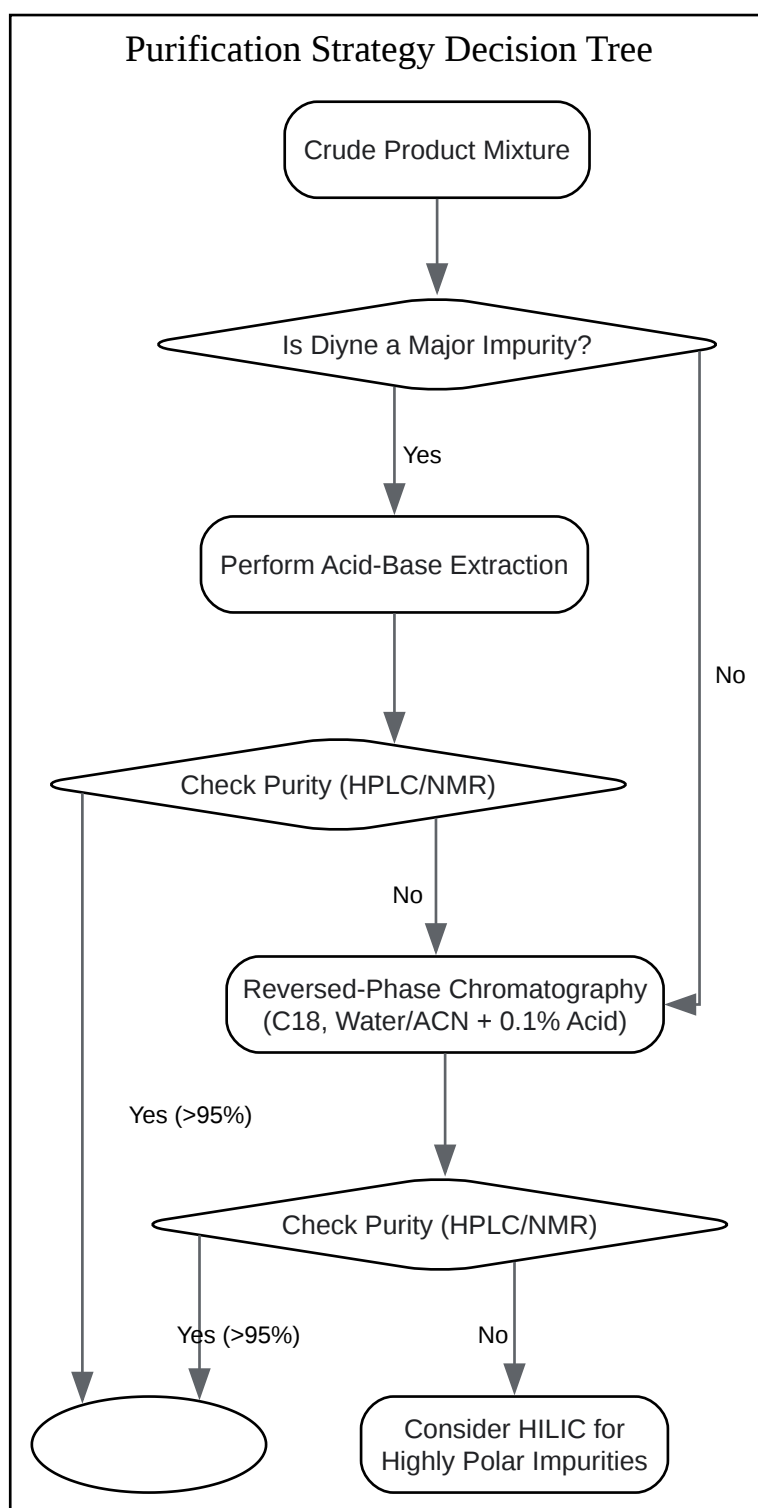 Purification Strategy Decision Tree
Crude Product Mixture
Is Diyne a Major Impurity?
Yes
Perform Acid-Base Extraction
No
Check Purity (HPLC/NMR)
No
Reversed-Phase Chromatography
(C18, Water/ACN + 0.1% Acid)
Yes (>95%)
Check Purity (HPLC/NMR)
Yes (>95%)
No
Consider HILIC for
Highly Polar Impurities